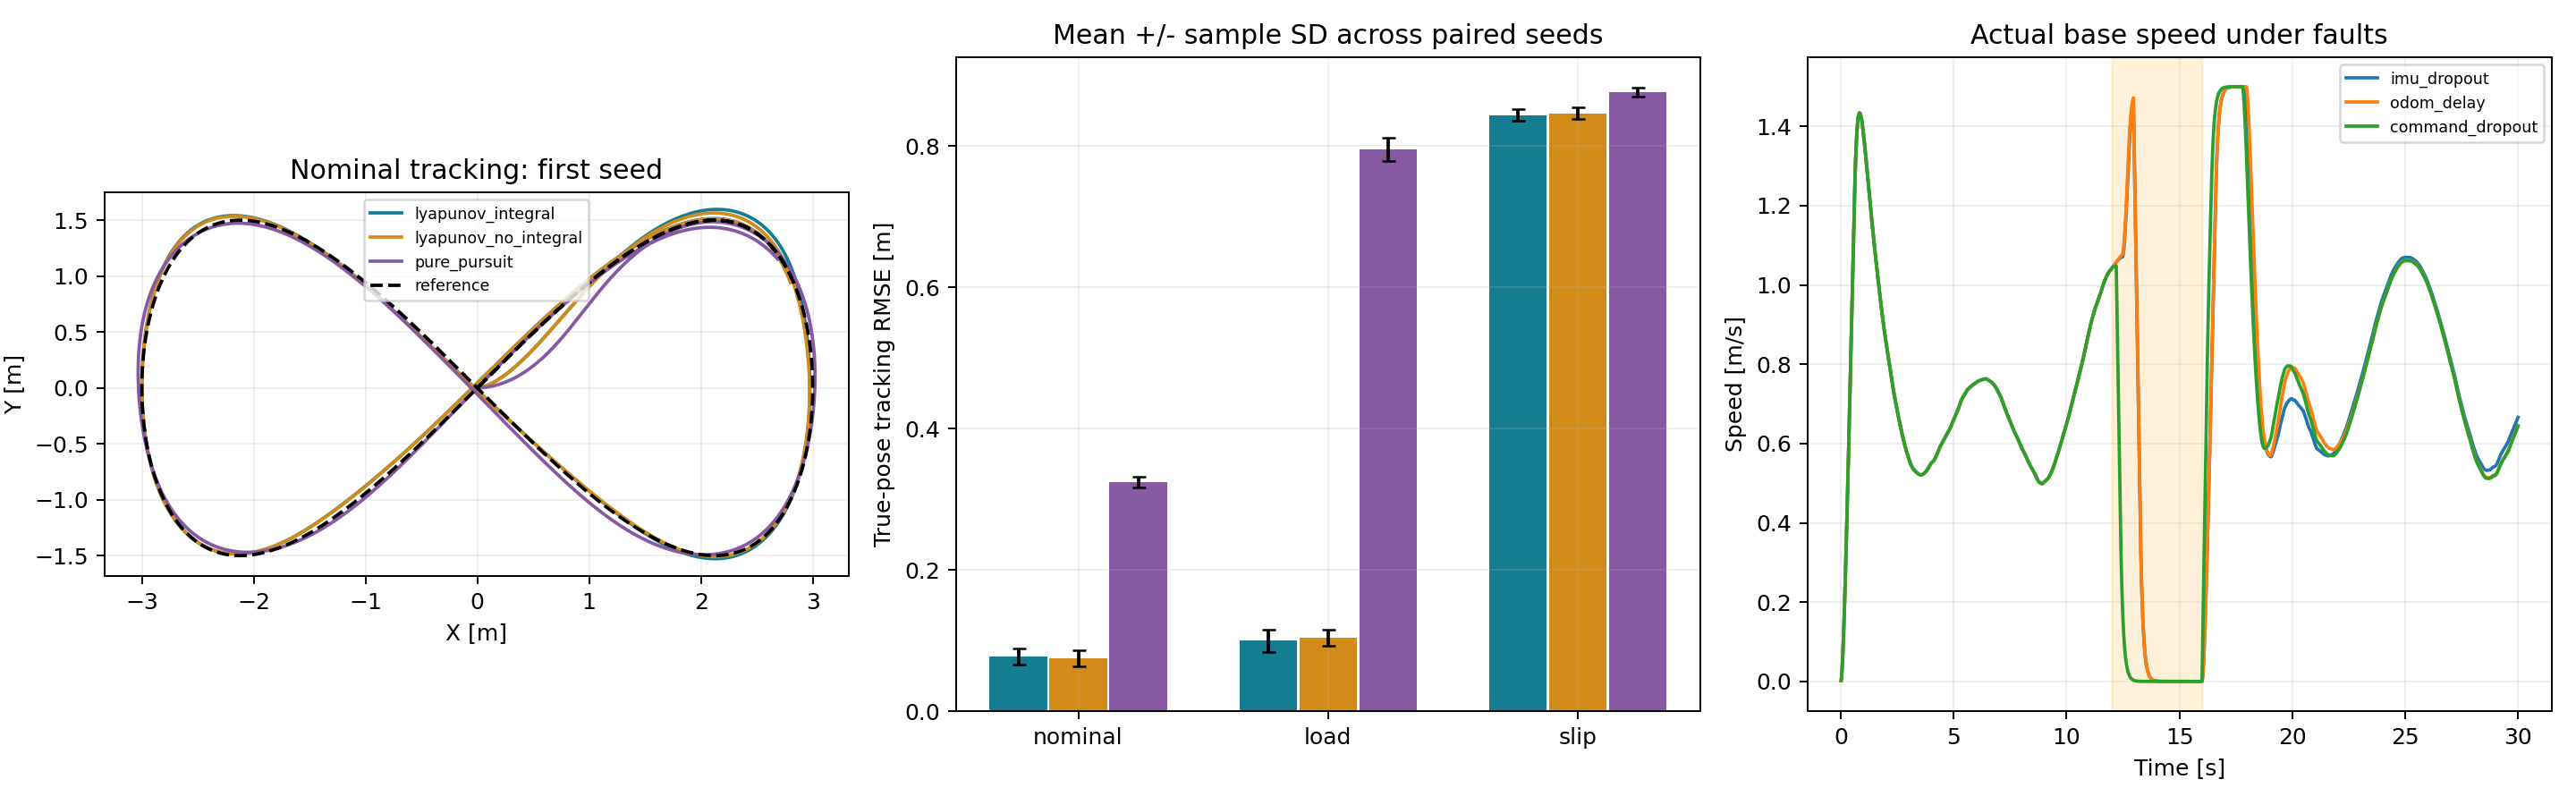 Nominal tracking: first seed
lyapunov_integral
lyapunov_no_integral
pure_pursuit
reference
1.5
1.0
0.5
0.0
−0.5
−1.0
−1.5
Y [m]
−3
−2
−1
0
1
2
3
X [m]
Mean +/- sample SD across paired seeds
0.8
0.6
0.4
0.2
0.0
True-pose tracking RMSE [m]
nominal
load
slip
Actual base speed under faults
imu_dropout
odom_delay
command_dropout
1.4
1.2
1.0
0.8
0.6
0.4
0.2
0.0
Speed [m/s]
0
5
10
15
20
25
30
Time [s]